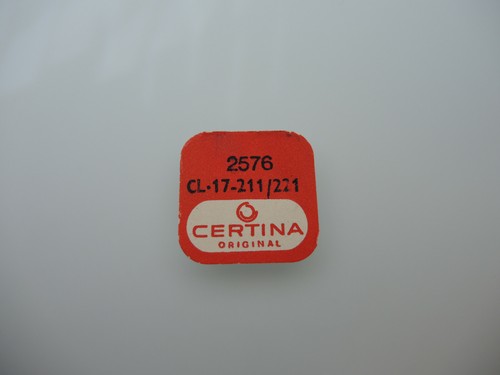 2576
CL·17-211/221
CERTINA
ORIGINAL